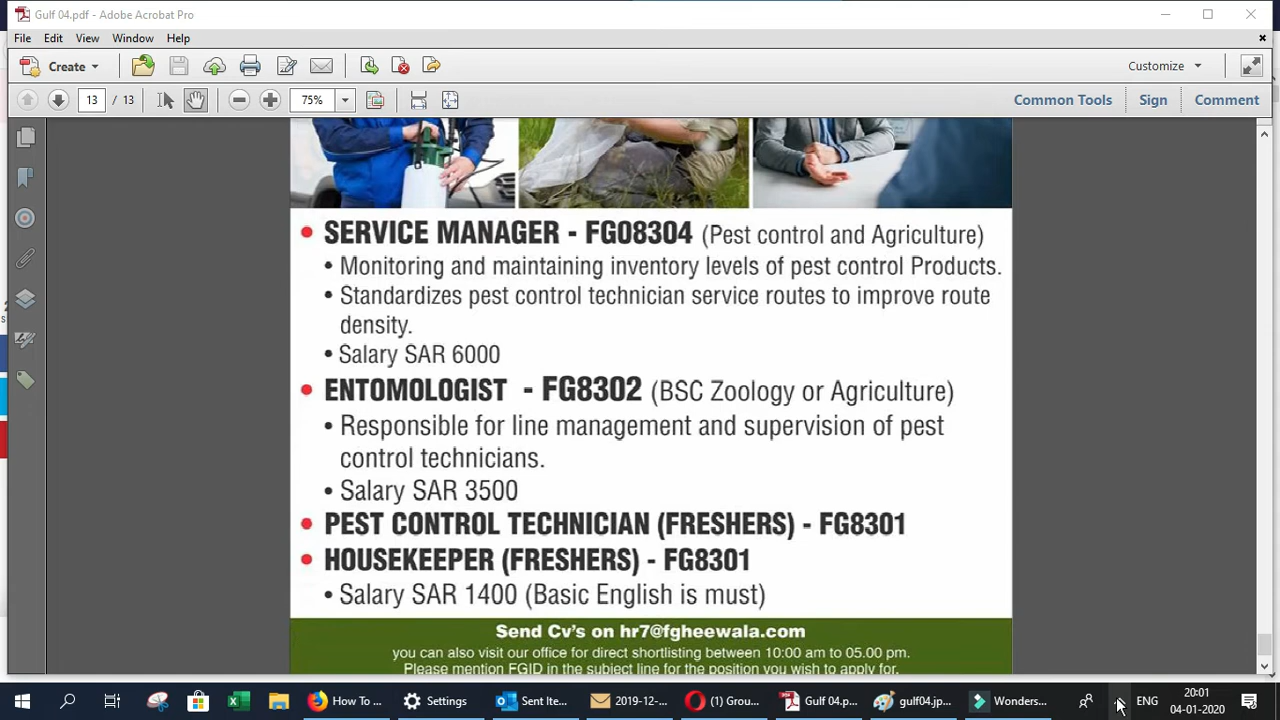 Gulf 04.pdf - Adobe Acrobat Pro
File Edit View Window Help
Create
Customize
13 / 13
75%
Common Tools Sign Comment
• SERVICE MANAGER - FG08304 (Pest control and Agriculture)
• Monitoring and maintaining inventory levels of pest control Products.
• Standardizes pest control technician service routes to improve route
density.
• Salary SAR 6000
• ENTOMOLOGIST - FG8302 (BSC Zoology or Agriculture)
• Responsible for line management and supervision of pest
control technicians.
• Salary SAR 3500
• PEST CONTROL TECHNICIAN (FRESHERS) - FG8301
• HOUSEKEEPER (FRESHERS) - FG8301
• Salary SAR 1400 (Basic English is must)
Send Cv's on hr7@fgheewala.com
you can also visit our office for direct shortlisting between 10:00 am to 05.00 pm.
Please mention FGID in the subject line for the position you wish to apply for.
How To ... Settings Sent Ite... 2019-12-... (1) Grou... Gulf 04.p... gulf04.jp... Wonders... ENG
20:01
04-01-2020